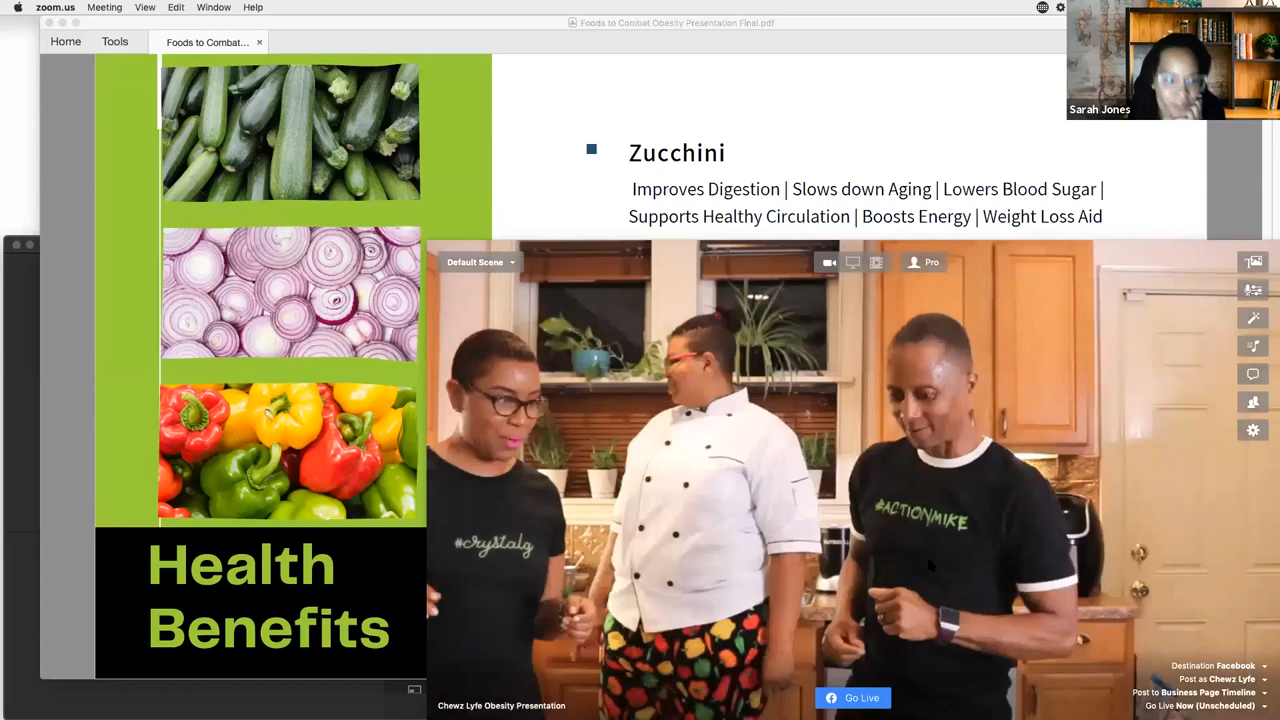 zoom.us Meeting View Edit Window Help
Foods to Combat Obesity Presentation Final.pdf
Home Tools Foods to Combat... ×
Sarah Jones
Zucchini
Improves Digestion | Slows down Aging | Lowers Blood Sugar |
Supports Healthy Circulation | Boosts Energy | Weight Loss Aid
Default Scene
Pro
#crystalg
#ACTIONMIKE
Health
Benefits
Destination Facebook
Post as Chewz Lyfe
Post to Business Page Timeline
Go Live Now (Unscheduled)
Go Live
Chewz Lyfe Obesity Presentation